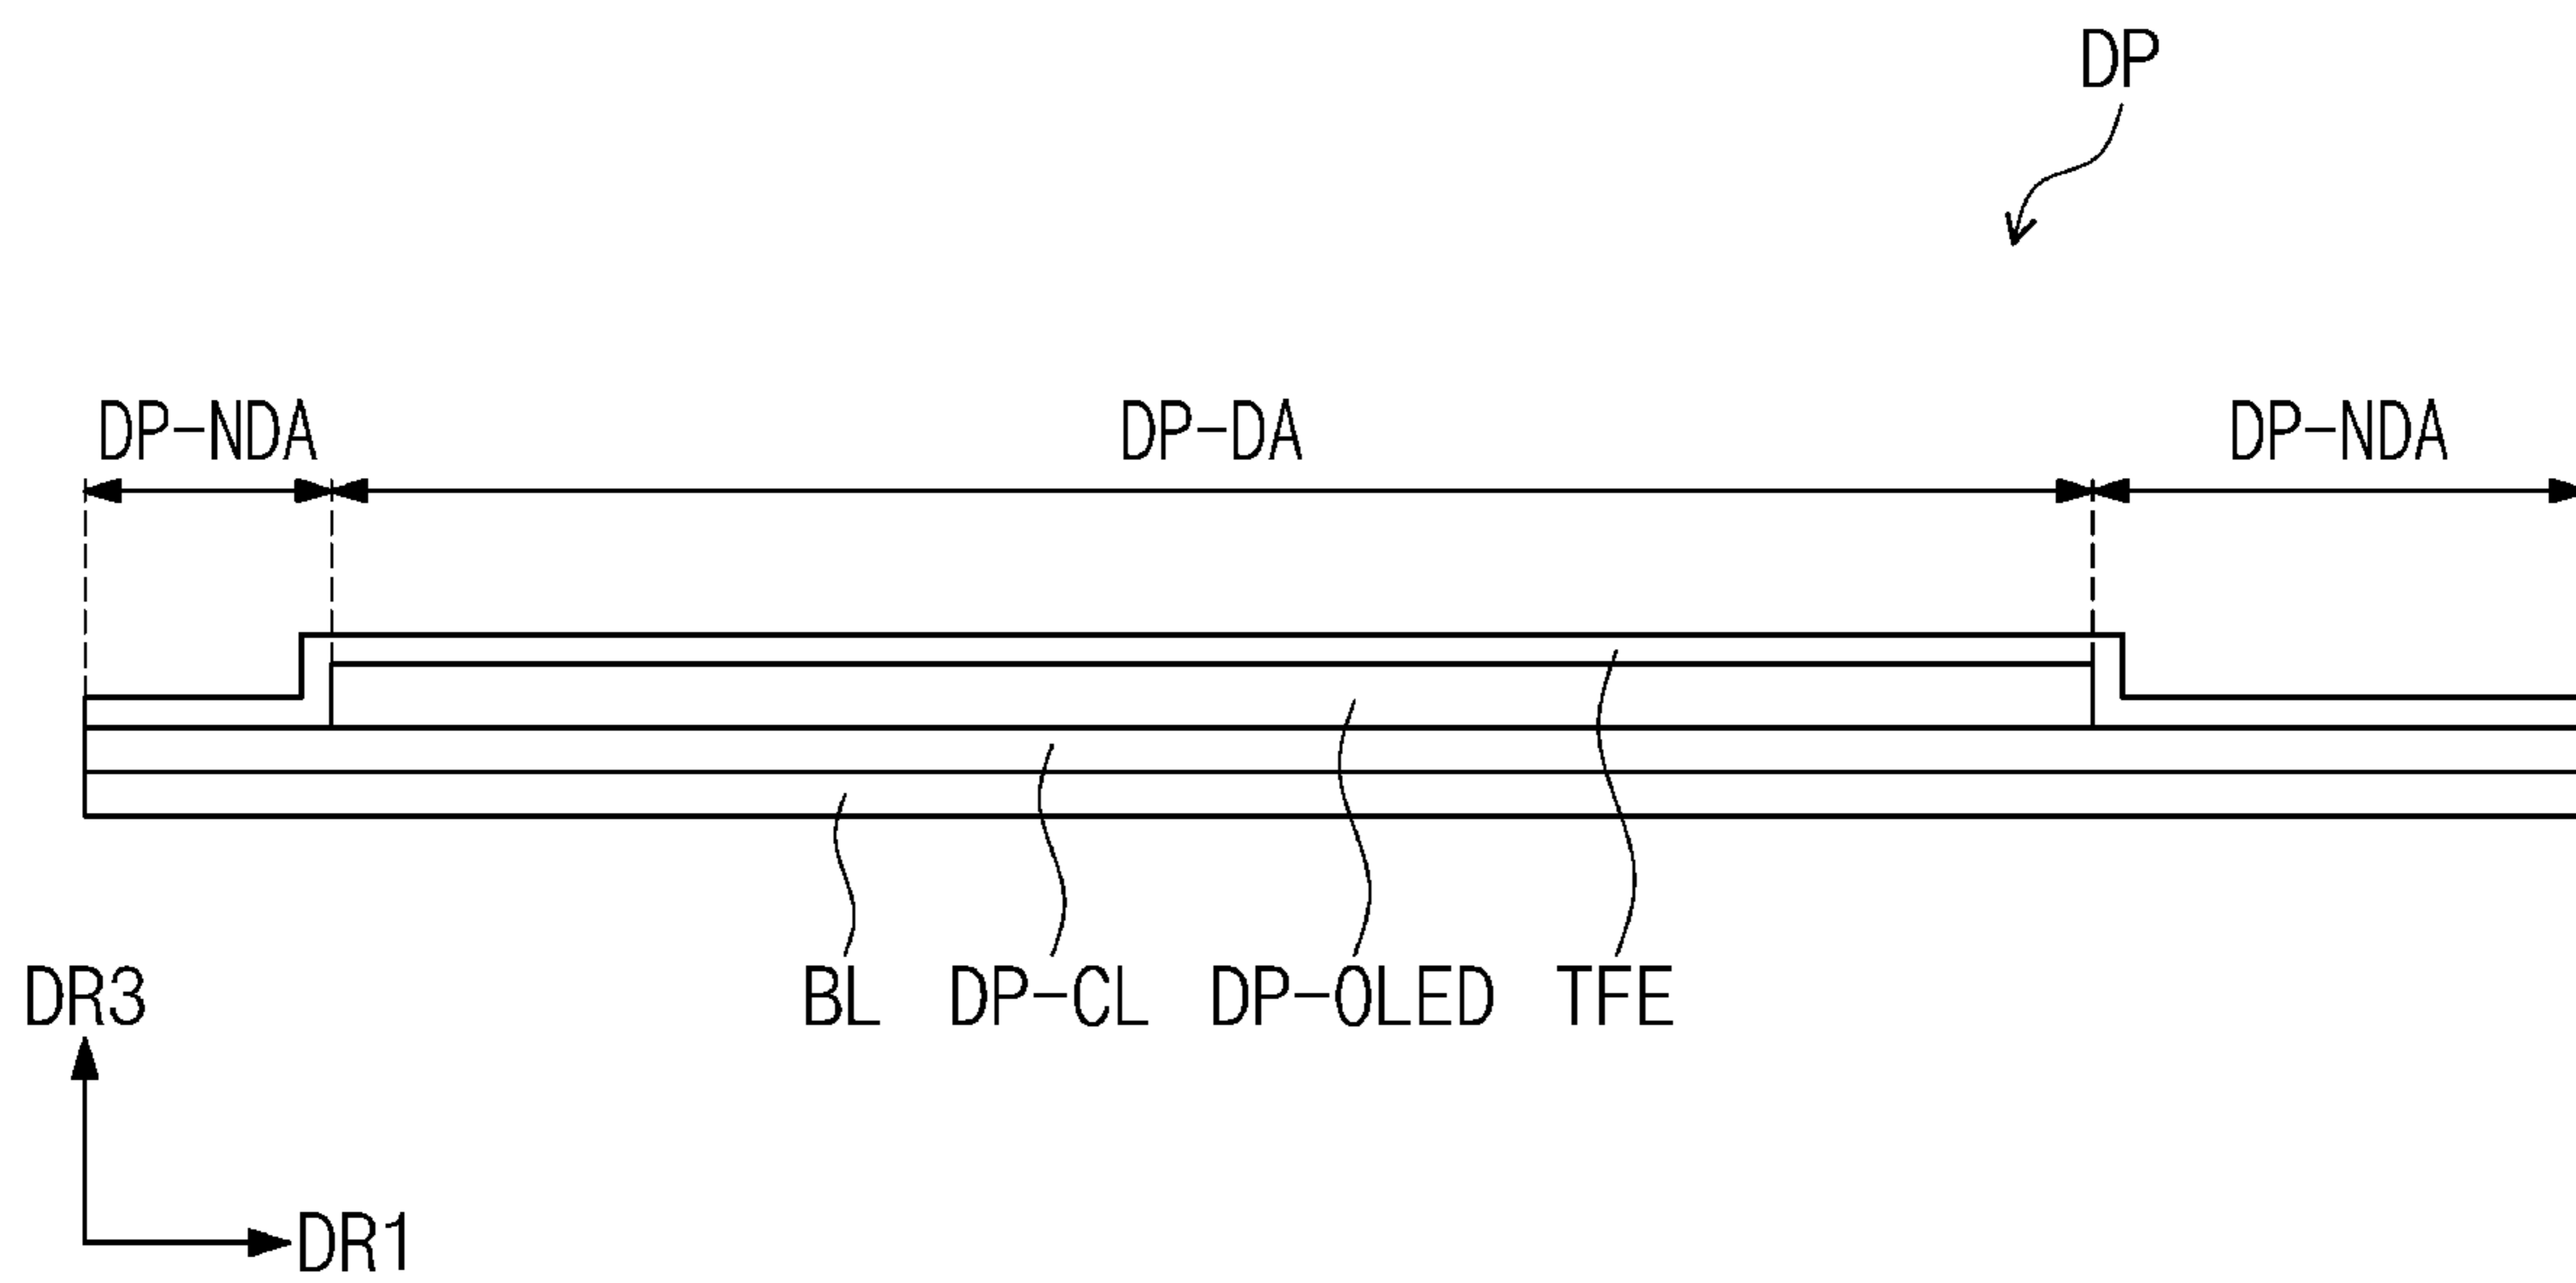 DP
DP-NDA DP-DA DP-NDA
BL DP-CL DP-OLED TFE
DR3
DR1